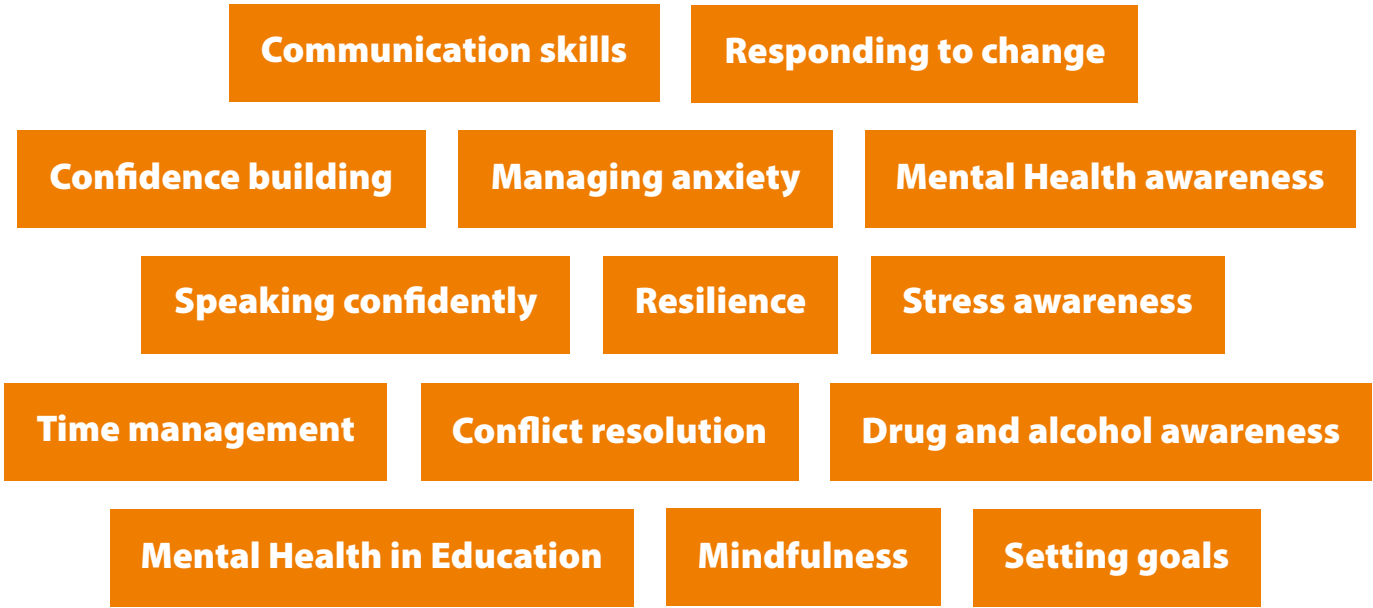 Communication skills
Responding to change
Confidence building
Managing anxiety
Mental Health awareness
Speaking confidently
Resilience
Stress awareness
Time management
Conflict resolution
Drug and alcohol awareness
Mental Health in Education
Mindfulness
Setting goals